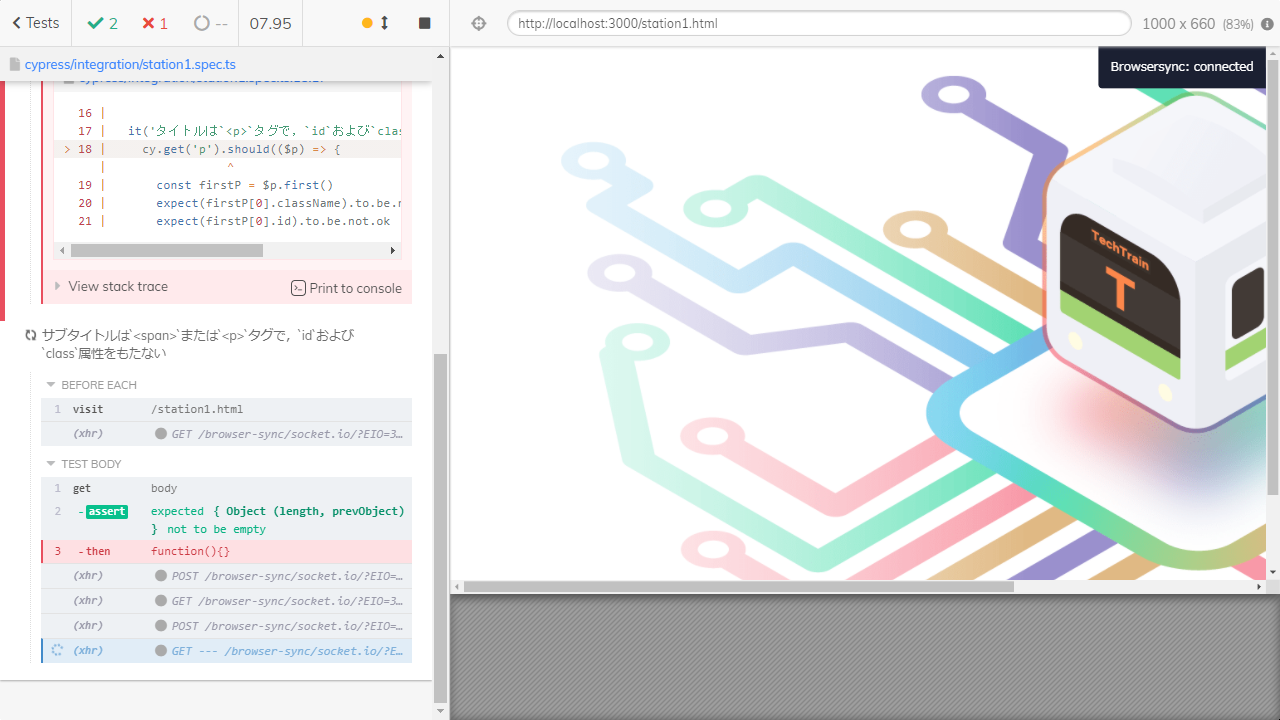 Tests
2
1
--
07.95
http://localhost:3000/station1.html
1000 x 660 (83%)
cypress/integration/station1.spec.ts
Browsersync: connected
16 |
17 | it('タイトルは`<p>`タグで，`id`および`clas
> 18 | cy.get('p').should(($p) => {
| ^
19 | const firstP = $p.first()
20 | expect(firstP[0].className).to.be.n
21 | expect(firstP[0].id).to.be.not.ok
View stack trace
Print to console
サブタイトルは`<span>`または`<p>`タグで，`id`および
`class`属性をもたない
BEFORE EACH
1 visit /station1.html
(xhr) GET /browser-sync/socket.io/?EIO=3…
TEST BODY
1 get body
2 -assert expected { Object (length, prevObject)
} not to be empty
3 -then function(){}
(xhr) POST /browser-sync/socket.io/?EIO=…
(xhr) GET /browser-sync/socket.io/?EIO=3…
(xhr) POST /browser-sync/socket.io/?EIO=…
(xhr) GET --- /browser-sync/socket.io/?E…
TechTrain
T